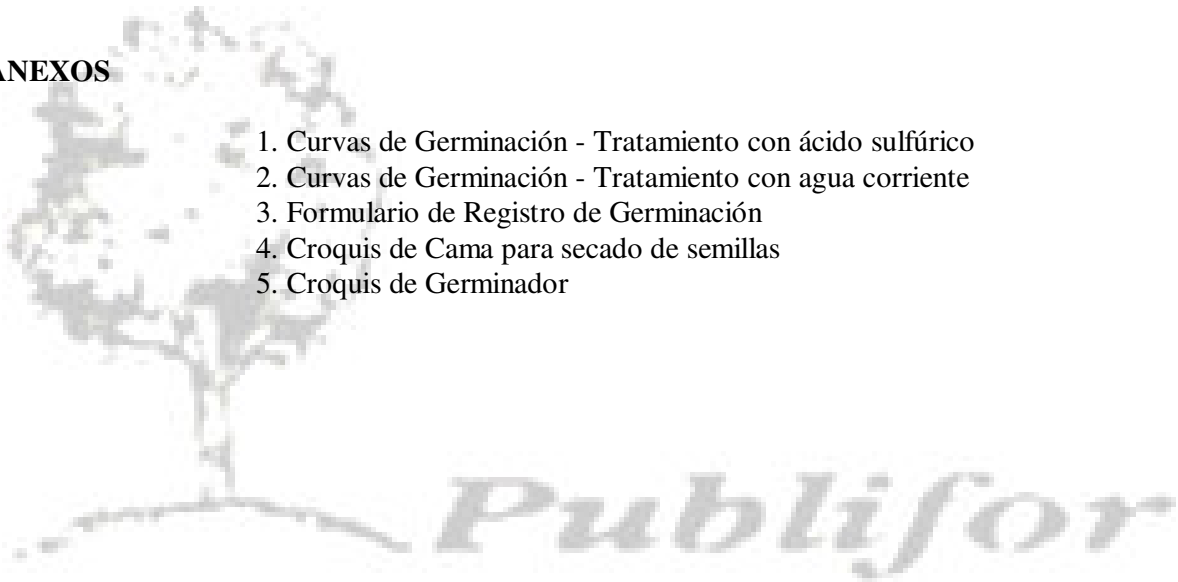 ANEXOS
1. Curvas de Germinación - Tratamiento con ácido sulfúrico
2. Curvas de Germinación - Tratamiento con agua corriente
3. Formulario de Registro de Germinación
4. Croquis de Cama para secado de semillas
5. Croquis de Germinador
Publifor